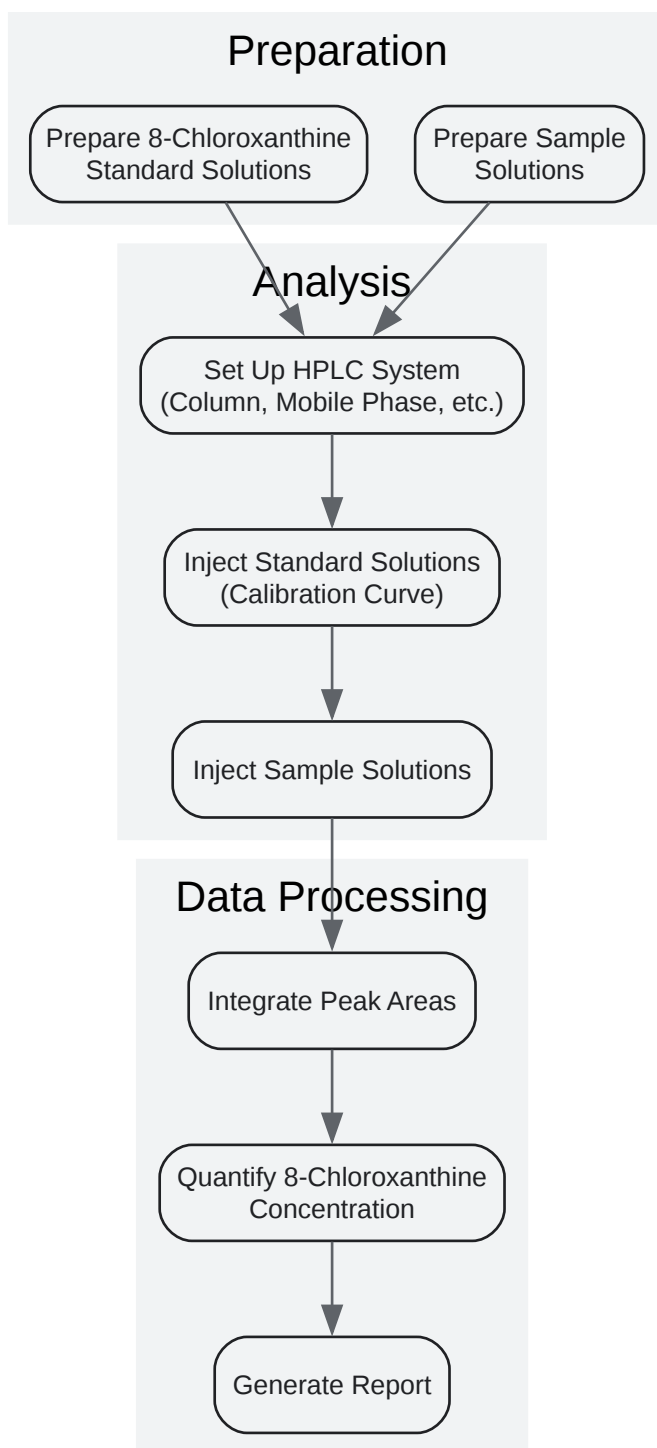 Preparation
Prepare 8-Chloroxanthine
Standard Solutions
Prepare Sample
Solutions
Analysis
Set Up HPLC System
(Column, Mobile Phase, etc.)
Inject Standard Solutions
(Calibration Curve)
Inject Sample Solutions
Data Processing
Integrate Peak Areas
Quantify 8-Chloroxanthine
Concentration
Generate Report